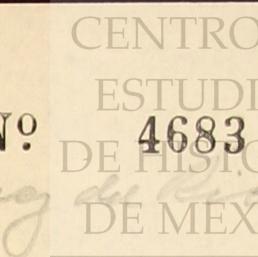 CENTRO
ESTUDI
Nº 4683
DE HISTO
DE MEX